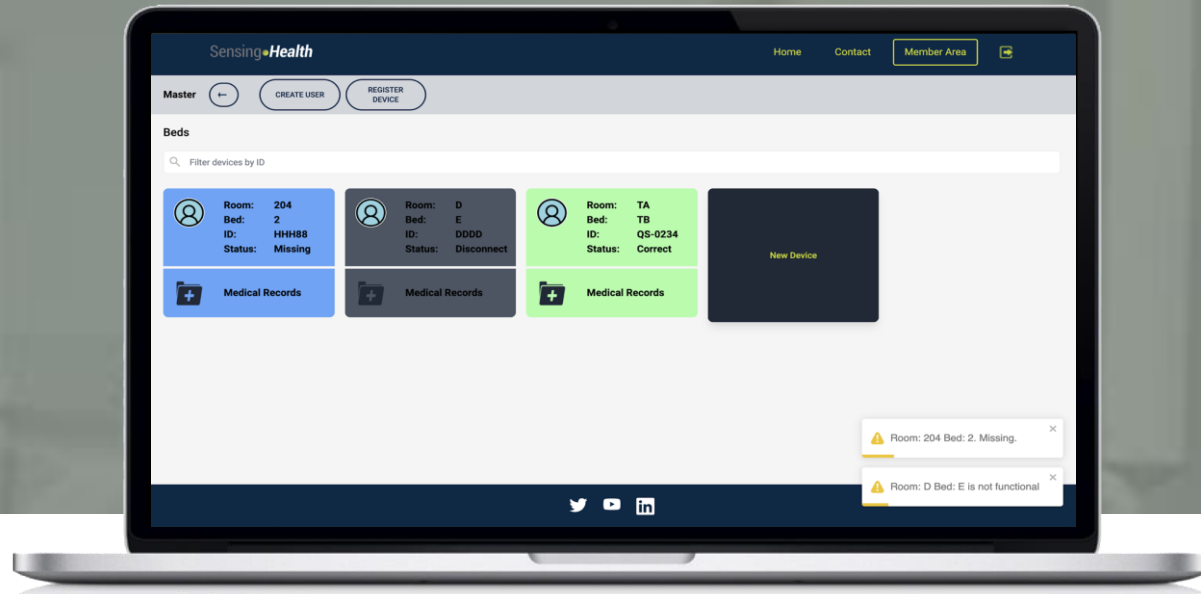 Sensing Health
Home
Contact
Member Area
Master
CREATE USER
REGISTER
DEVICE
Beds
Filter devices by ID
Room: 204
Bed: 2
ID: HHH88
Status: Missing
Medical Records
Room: D
Bed: E
ID: DDDD
Status: Disconnect
Medical Records
Room: TA
Bed: TB
ID: QS-0234
Status: Correct
Medical Records
New Device
Room: 204 Bed: 2. Missing.
Room: D Bed: E is not functional